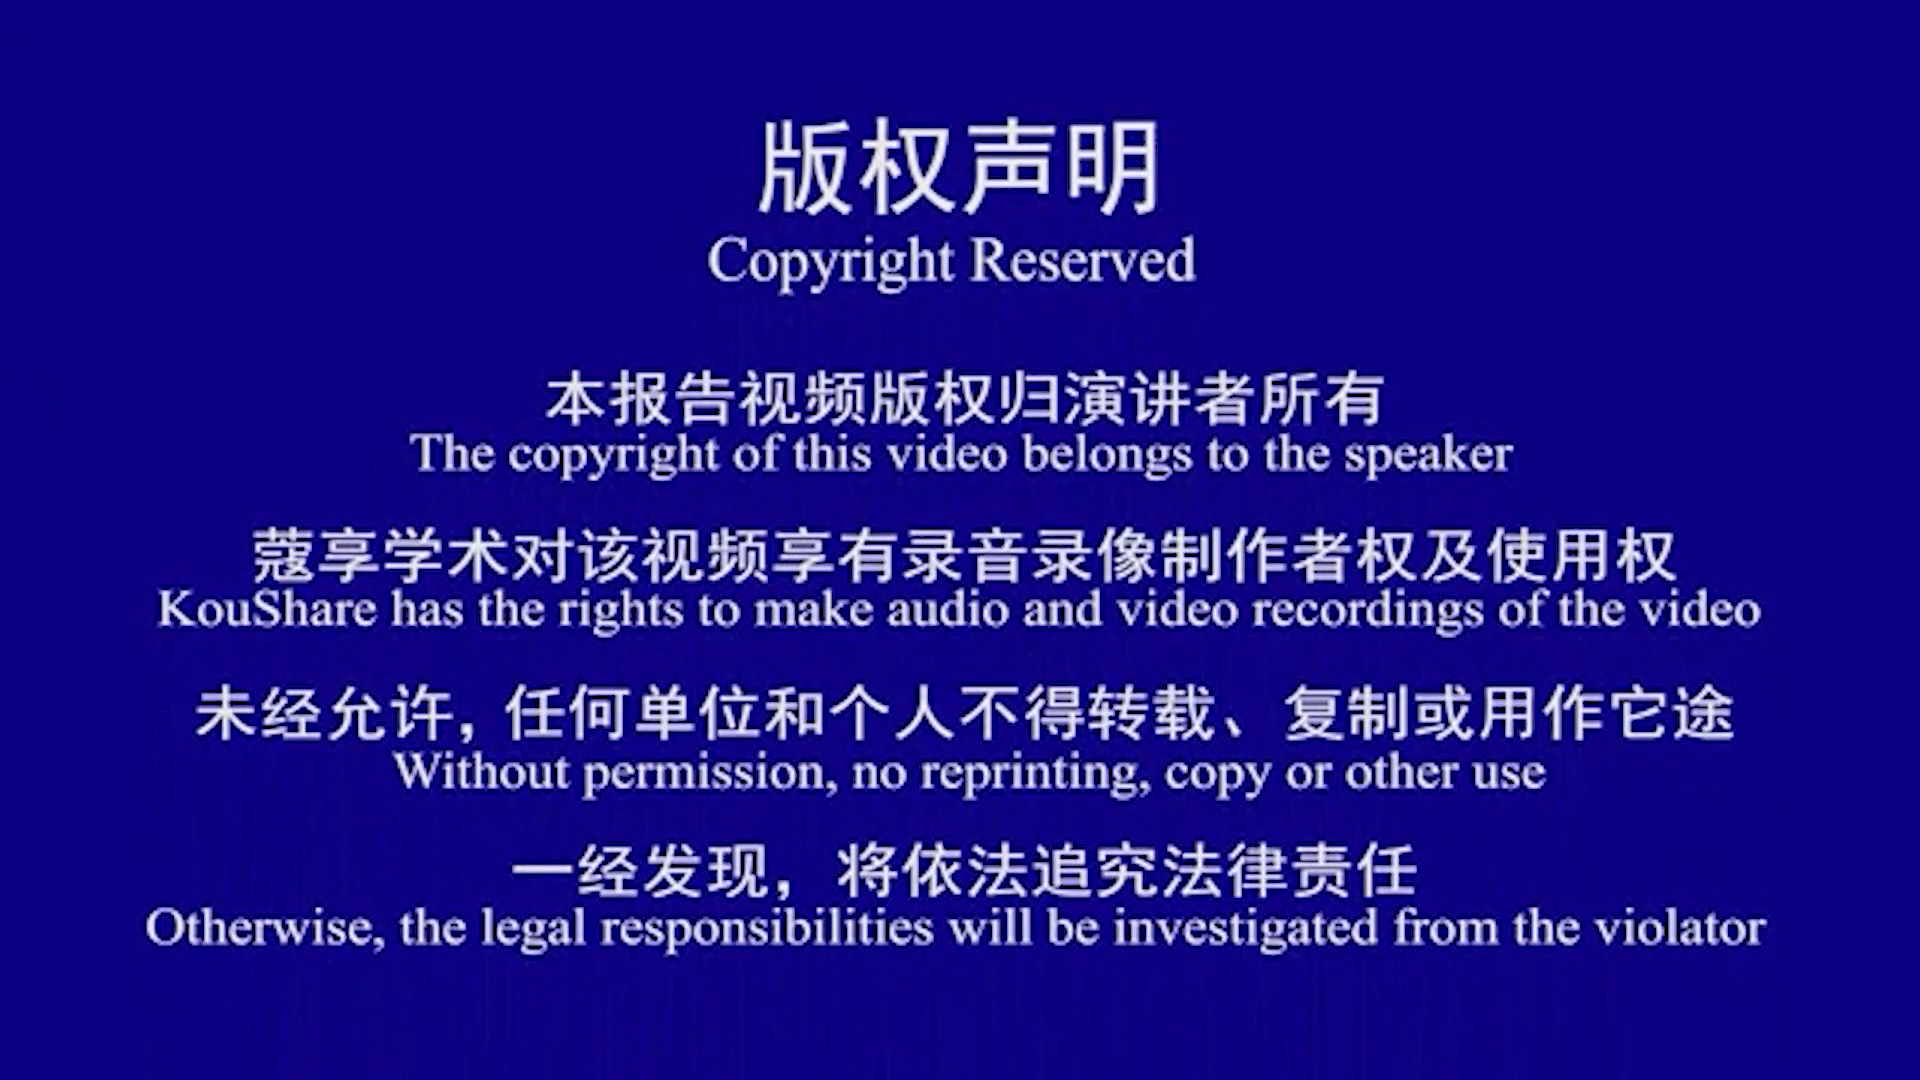 版权声明
Copyright Reserved
本报告视频版权归演讲者所有
The copyright of this video belongs to the speaker
蔻享学术对该视频享有录音录像制作者权及使用权
KouShare has the rights to make audio and video recordings of the video
未经允许,任何单位和个人不得转载、复制或用作它途
Without permission, no reprinting, copy or other use
一经发现，将依法追究法律责任
Otherwise, the legal responsibilities will be investigated from the violator